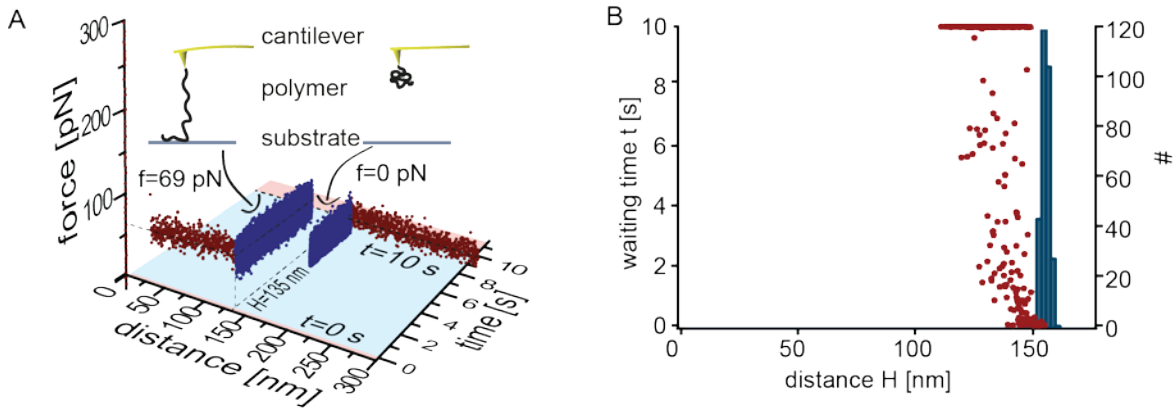 A
300
200
100
0
force [pN]
cantilever
polymer
substrate
f=69 pN
f=0 pN
H=135 nm
t=10 s
t=0 s
50
100
150
200
250
300
distance [nm]
0
2
4
6
8
10
time [s]
B
10
8
6
4
2
0
waiting time t [s]
120
100
80
60
40
20
0
#
0
50
100
150
distance H [nm]